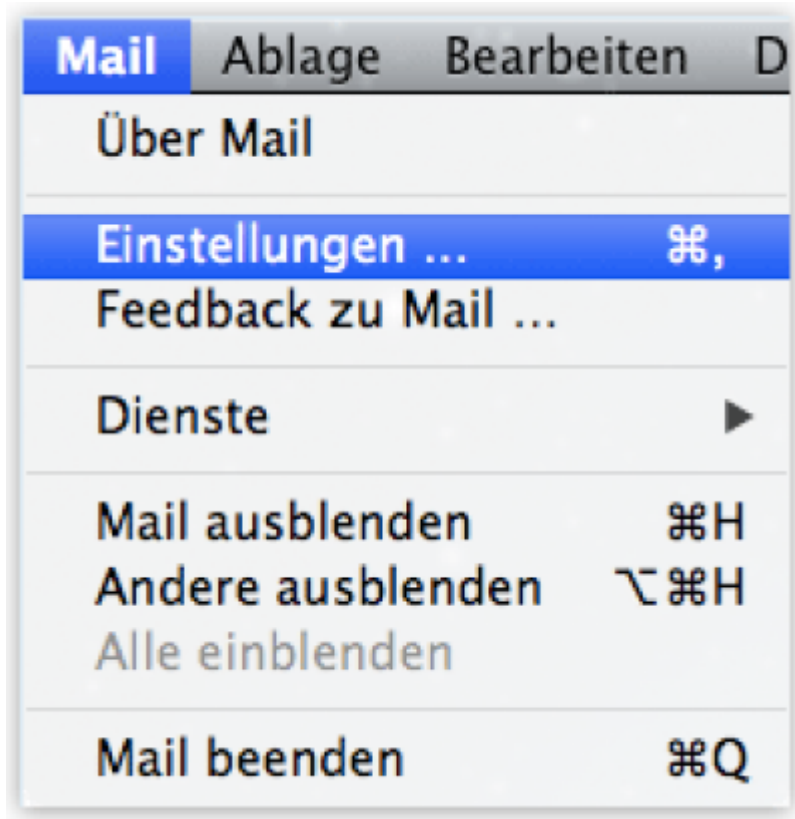 Mail Ablage Bearbeiten D
Über Mail
Einstellungen ... ⌘,
Feedback zu Mail ...
Dienste ▶
Mail ausblenden ⌘H
Andere ausblenden ⌥⌘H
Alle einblenden
Mail beenden ⌘Q